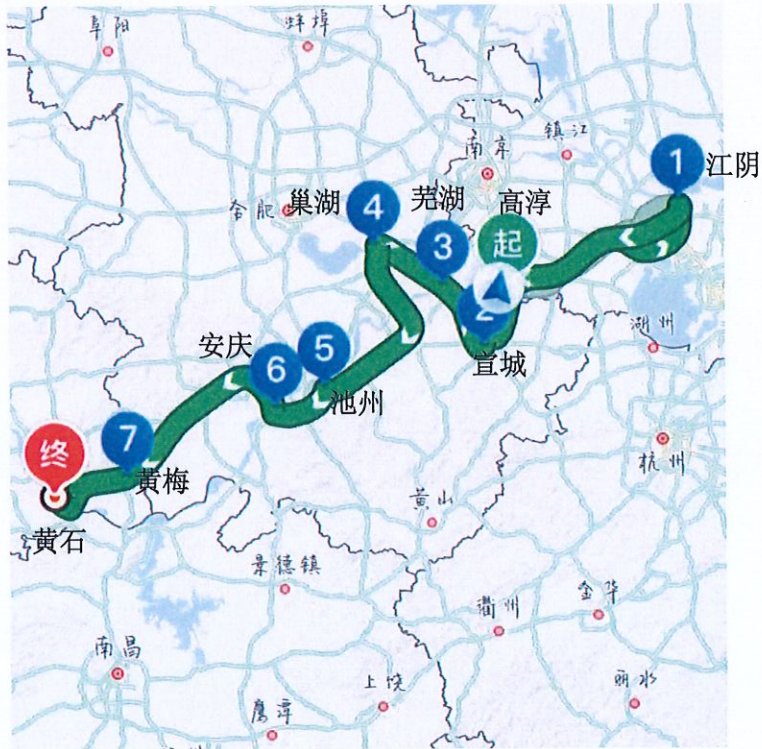 阜阳
蚌埠
镇江
南京
1
江阴
合肥
巢湖
4
芜湖
高淳
起
3
2
湖州
宣城
安庆
6
5
池州
7
黄梅
终
黄石
杭州
黄山
景德镇
衢州
金华
南昌
上饶
丽水
鹰潭